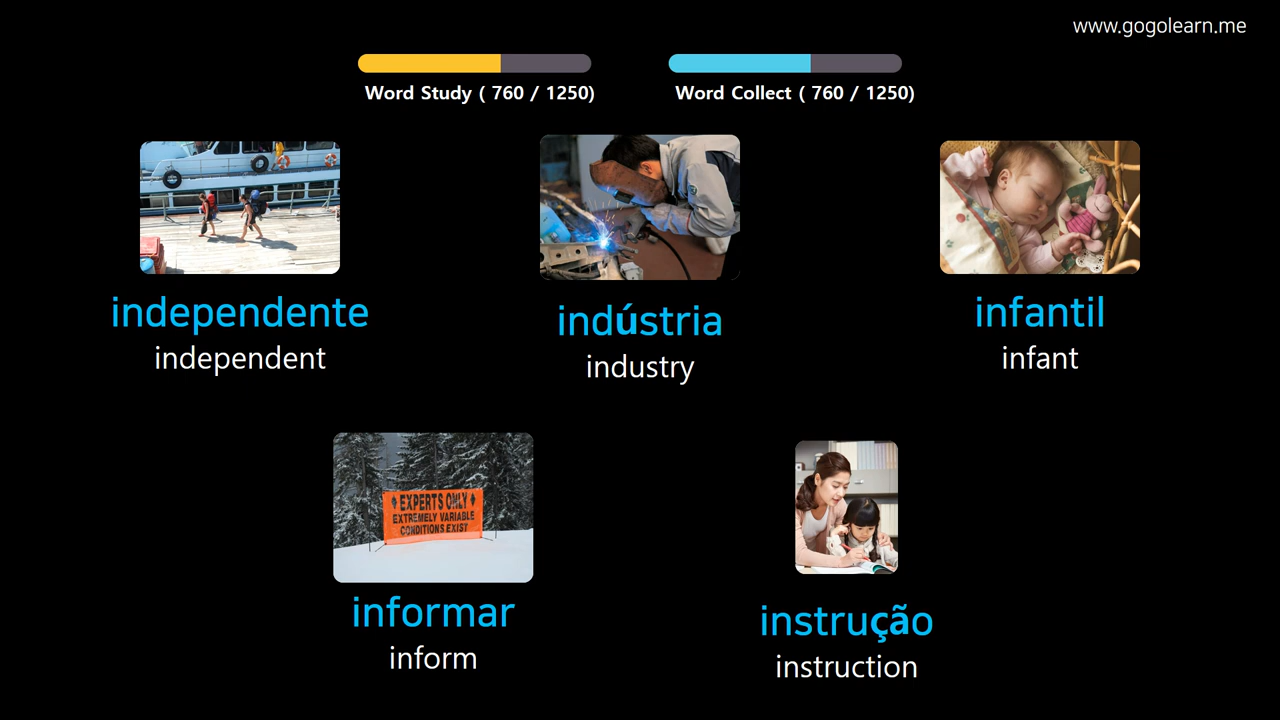 www.gogolearn.me
Word Study ( 760 / 1250)
Word Collect ( 760 / 1250)
independente
independent
indústria
industry
infantil
infant
EXPERTS ONLY
EXTREMELY VARIABLE
CONDITIONS EXIST
informar
inform
instrução
instruction